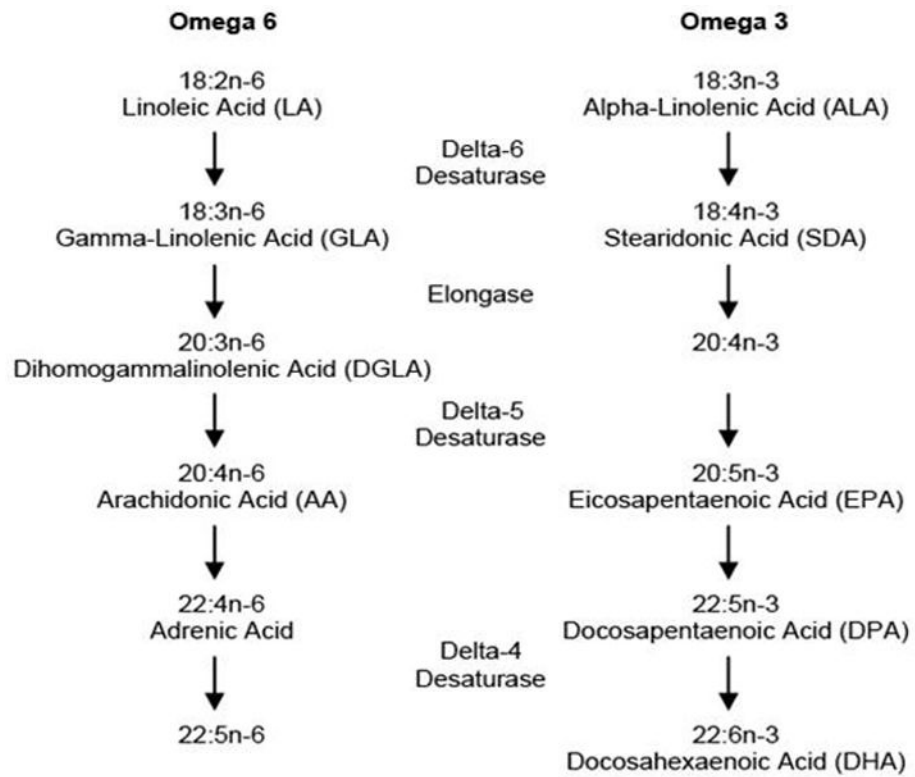 Omega 6
Omega 3
18:2n-6
Linoleic Acid (LA)
18:3n-3
Alpha-Linolenic Acid (ALA)
Delta-6
Desaturase
18:3n-6
Gamma-Linolenic Acid (GLA)
18:4n-3
Stearidonic Acid (SDA)
Elongase
20:3n-6
Dihomogammalinolenic Acid (DGLA)
20:4n-3
Delta-5
Desaturase
20:4n-6
Arachidonic Acid (AA)
20:5n-3
Eicosapentaenoic Acid (EPA)
22:4n-6
Adrenic Acid
22:5n-3
Docosapentaenoic Acid (DPA)
Delta-4
Desaturase
22:5n-6
22:6n-3
Docosahexaenoic Acid (DHA)